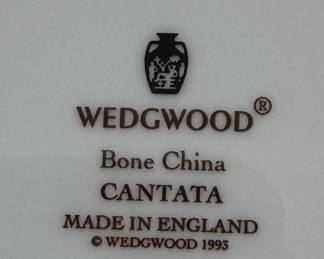 WEDGWOOD®
Bone China
CANTATA
MADE IN ENGLAND
© WEDGWOOD 1993